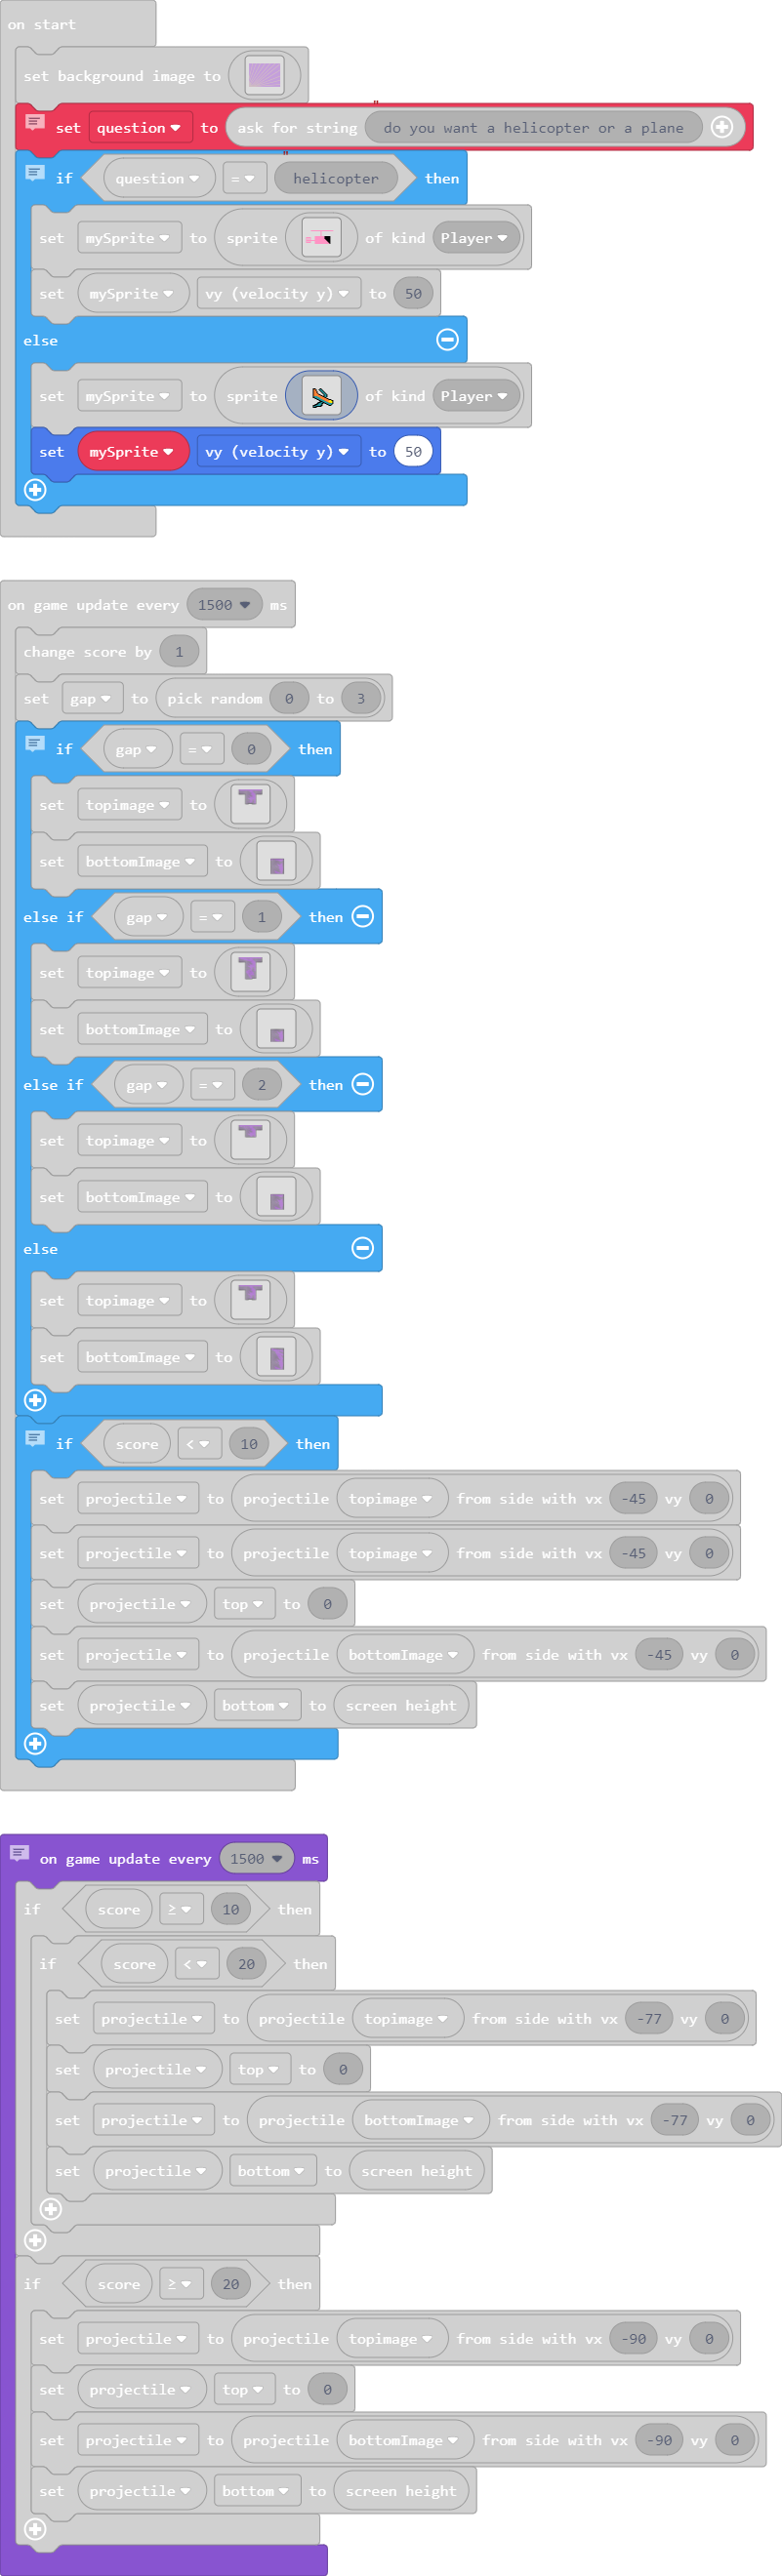 on start
set background image to
set question to ask for string " do you want a helicopter or a plane
if question = " helicopter then
set mySprite to sprite of kind Player
set mySprite vy (velocity y) to 50
else
set mySprite to sprite of kind Player
set mySprite vy (velocity y) to 50
on game update every 1500 ms
change score by 1
set gap to pick random 0 to 3
if gap = 0 then
set topimage to
set bottomImage to
else if gap = 1 then
set topimage to
set bottomImage to
else if gap = 2 then
set topimage to
set bottomImage to
else
set topimage to
set bottomImage to
if score < 10 then
set projectile to projectile topimage from side with vx -45 vy 0
set projectile to projectile topimage from side with vx -45 vy 0
set projectile top to 0
set projectile to projectile bottomImage from side with vx -45 vy 0
set projectile bottom to screen height
on game update every 1500 ms
if score ≥ 10 then
if score < 20 then
set projectile to projectile topimage from side with vx -77 vy 0
set projectile top to 0
set projectile to projectile bottomImage from side with vx -77 vy 0
set projectile bottom to screen height
if score ≥ 20 then
set projectile to projectile topimage from side with vx -90 vy 0
set projectile top to 0
set projectile to projectile bottomImage from side with vx -90 vy 0
set projectile bottom to screen height